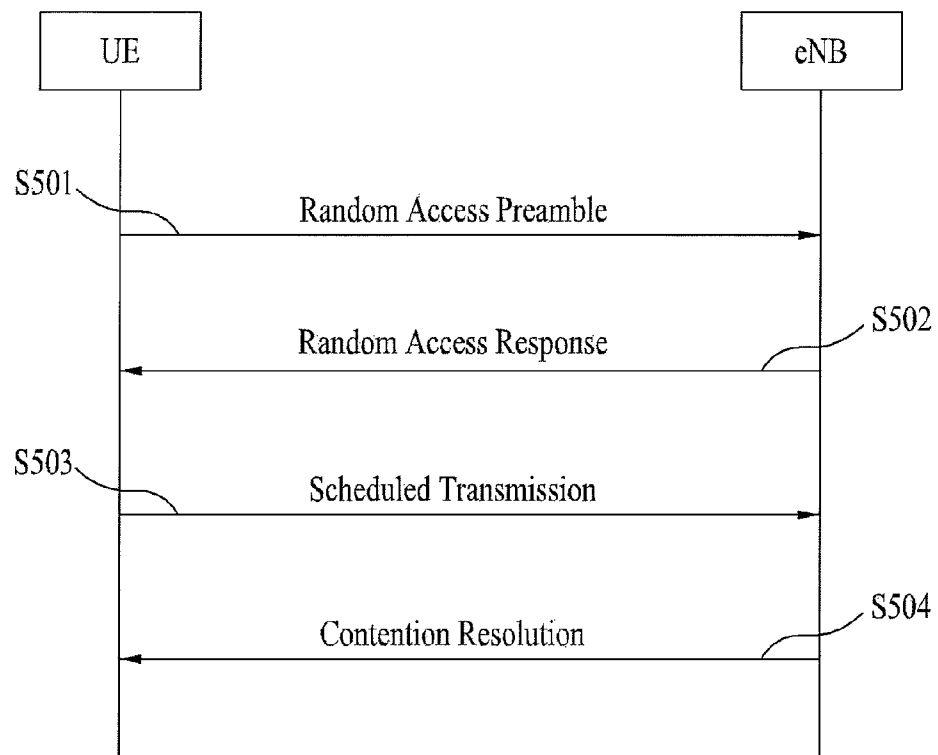 UE
eNB
S501
Random Access Preamble
S502
Random Access Response
S503
Scheduled Transmission
S504
Contention Resolution